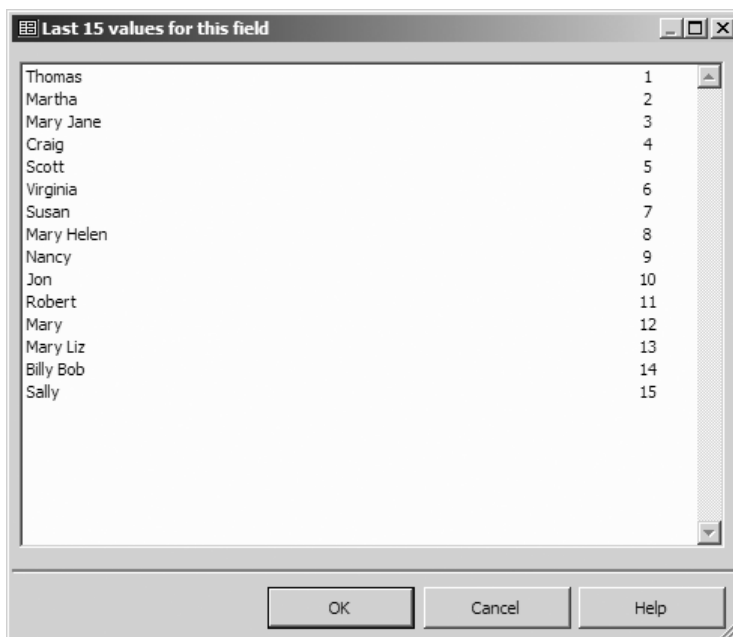 Last 15 values for this field
Thomas 1
Martha 2
Mary Jane 3
Craig 4
Scott 5
Virginia 6
Susan 7
Mary Helen 8
Nancy 9
Jon 10
Robert 11
Mary 12
Mary Liz 13
Billy Bob 14
Sally 15
OK Cancel Help